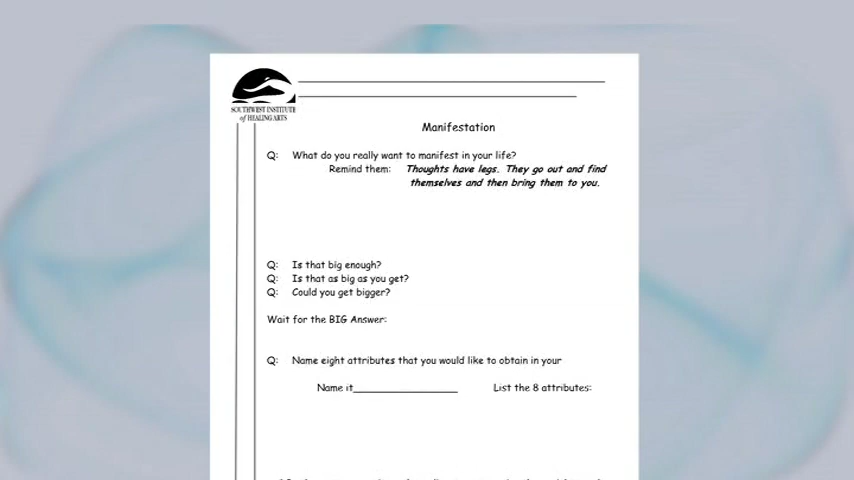 SOUTHWEST INSTITUTE
of HEALING ARTS
Manifestation
Q: What do you really want to manifest in your life?
Remind them: Thoughts have legs. They go out and find
themselves and then bring them to you.
Q: Is that big enough?
Q: Is that as big as you get?
Q: Could you get bigger?
Wait for the BIG Answer:
Q: Name eight attributes that you would like to obtain in your
Name it____________________ List the 8 attributes: